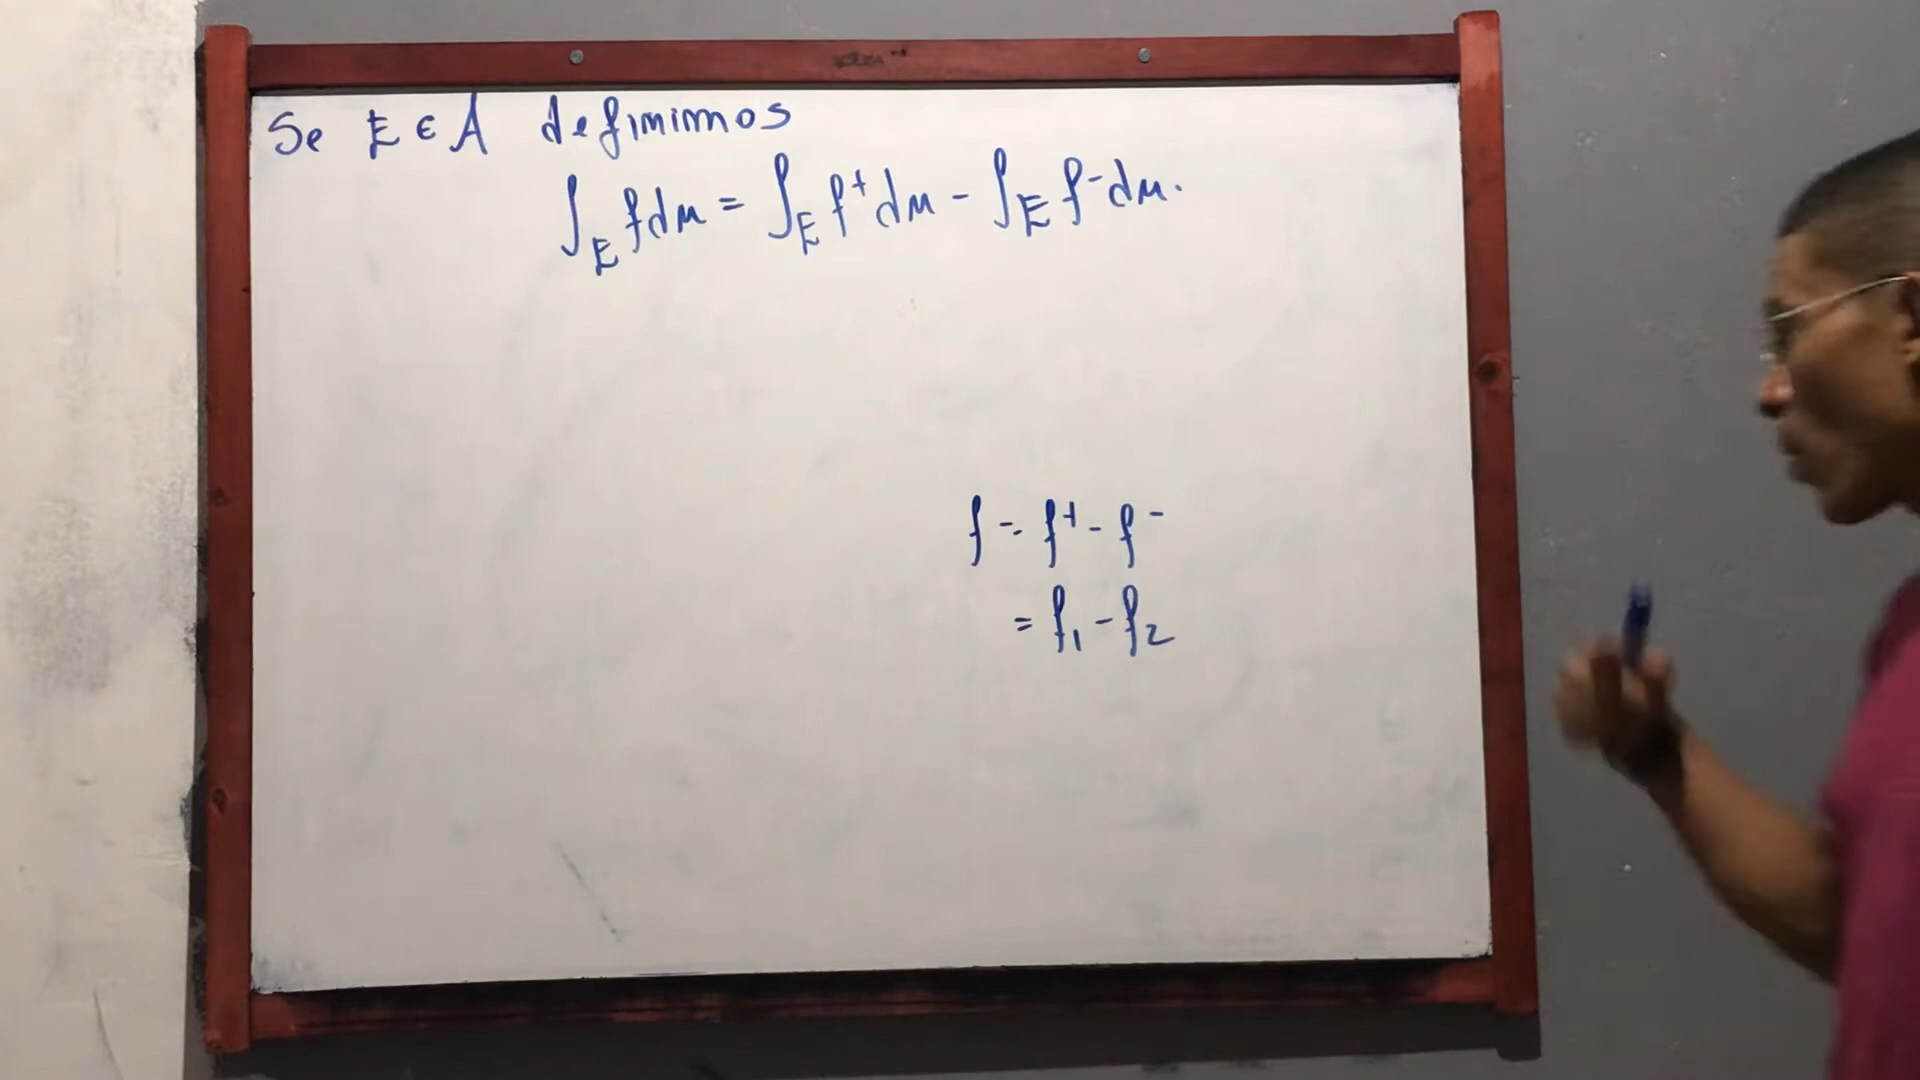 Se E ∈ A definimos
∫_E f dμ = ∫_E f⁺ dμ - ∫_E f⁻ dμ.
f = f⁺ - f⁻
= f₁ - f₂